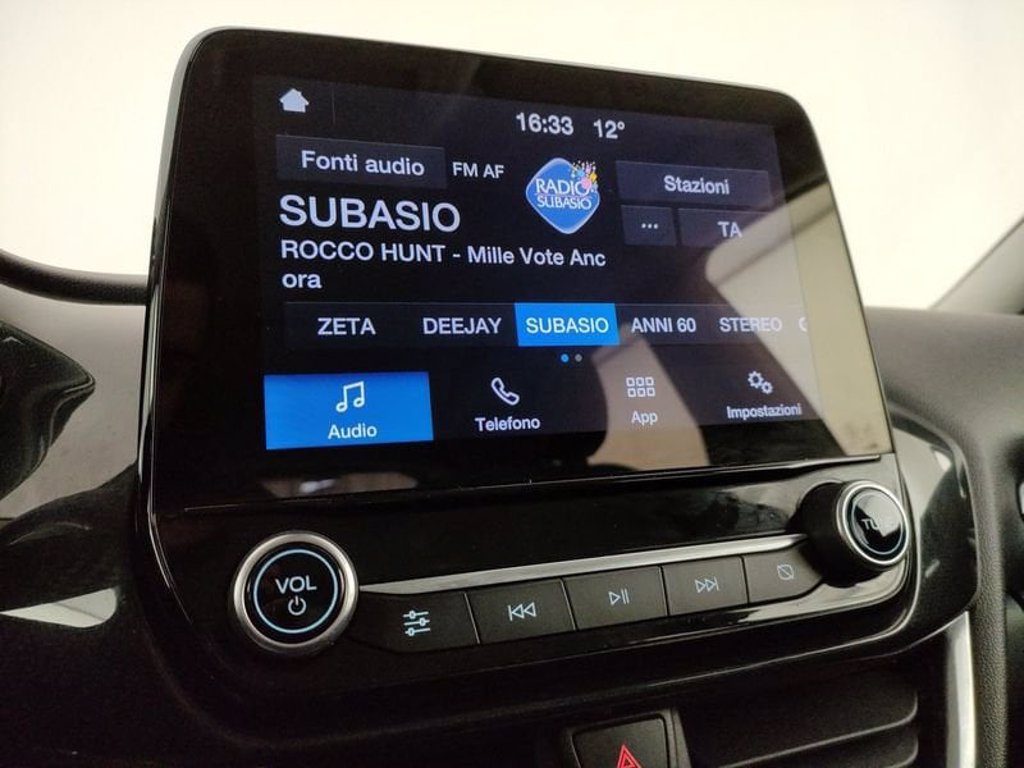 16:33 12°
Fonti audio
FM AF
RADIO
SUBASIO
Stazioni
SUBASIO
...
TA
ROCCO HUNT - Mille Vote Anc
ora
ZETA DEEJAY SUBASIO ANNI 60 STEREO
Audio Telefono App Impostazioni
VOL
TUNE